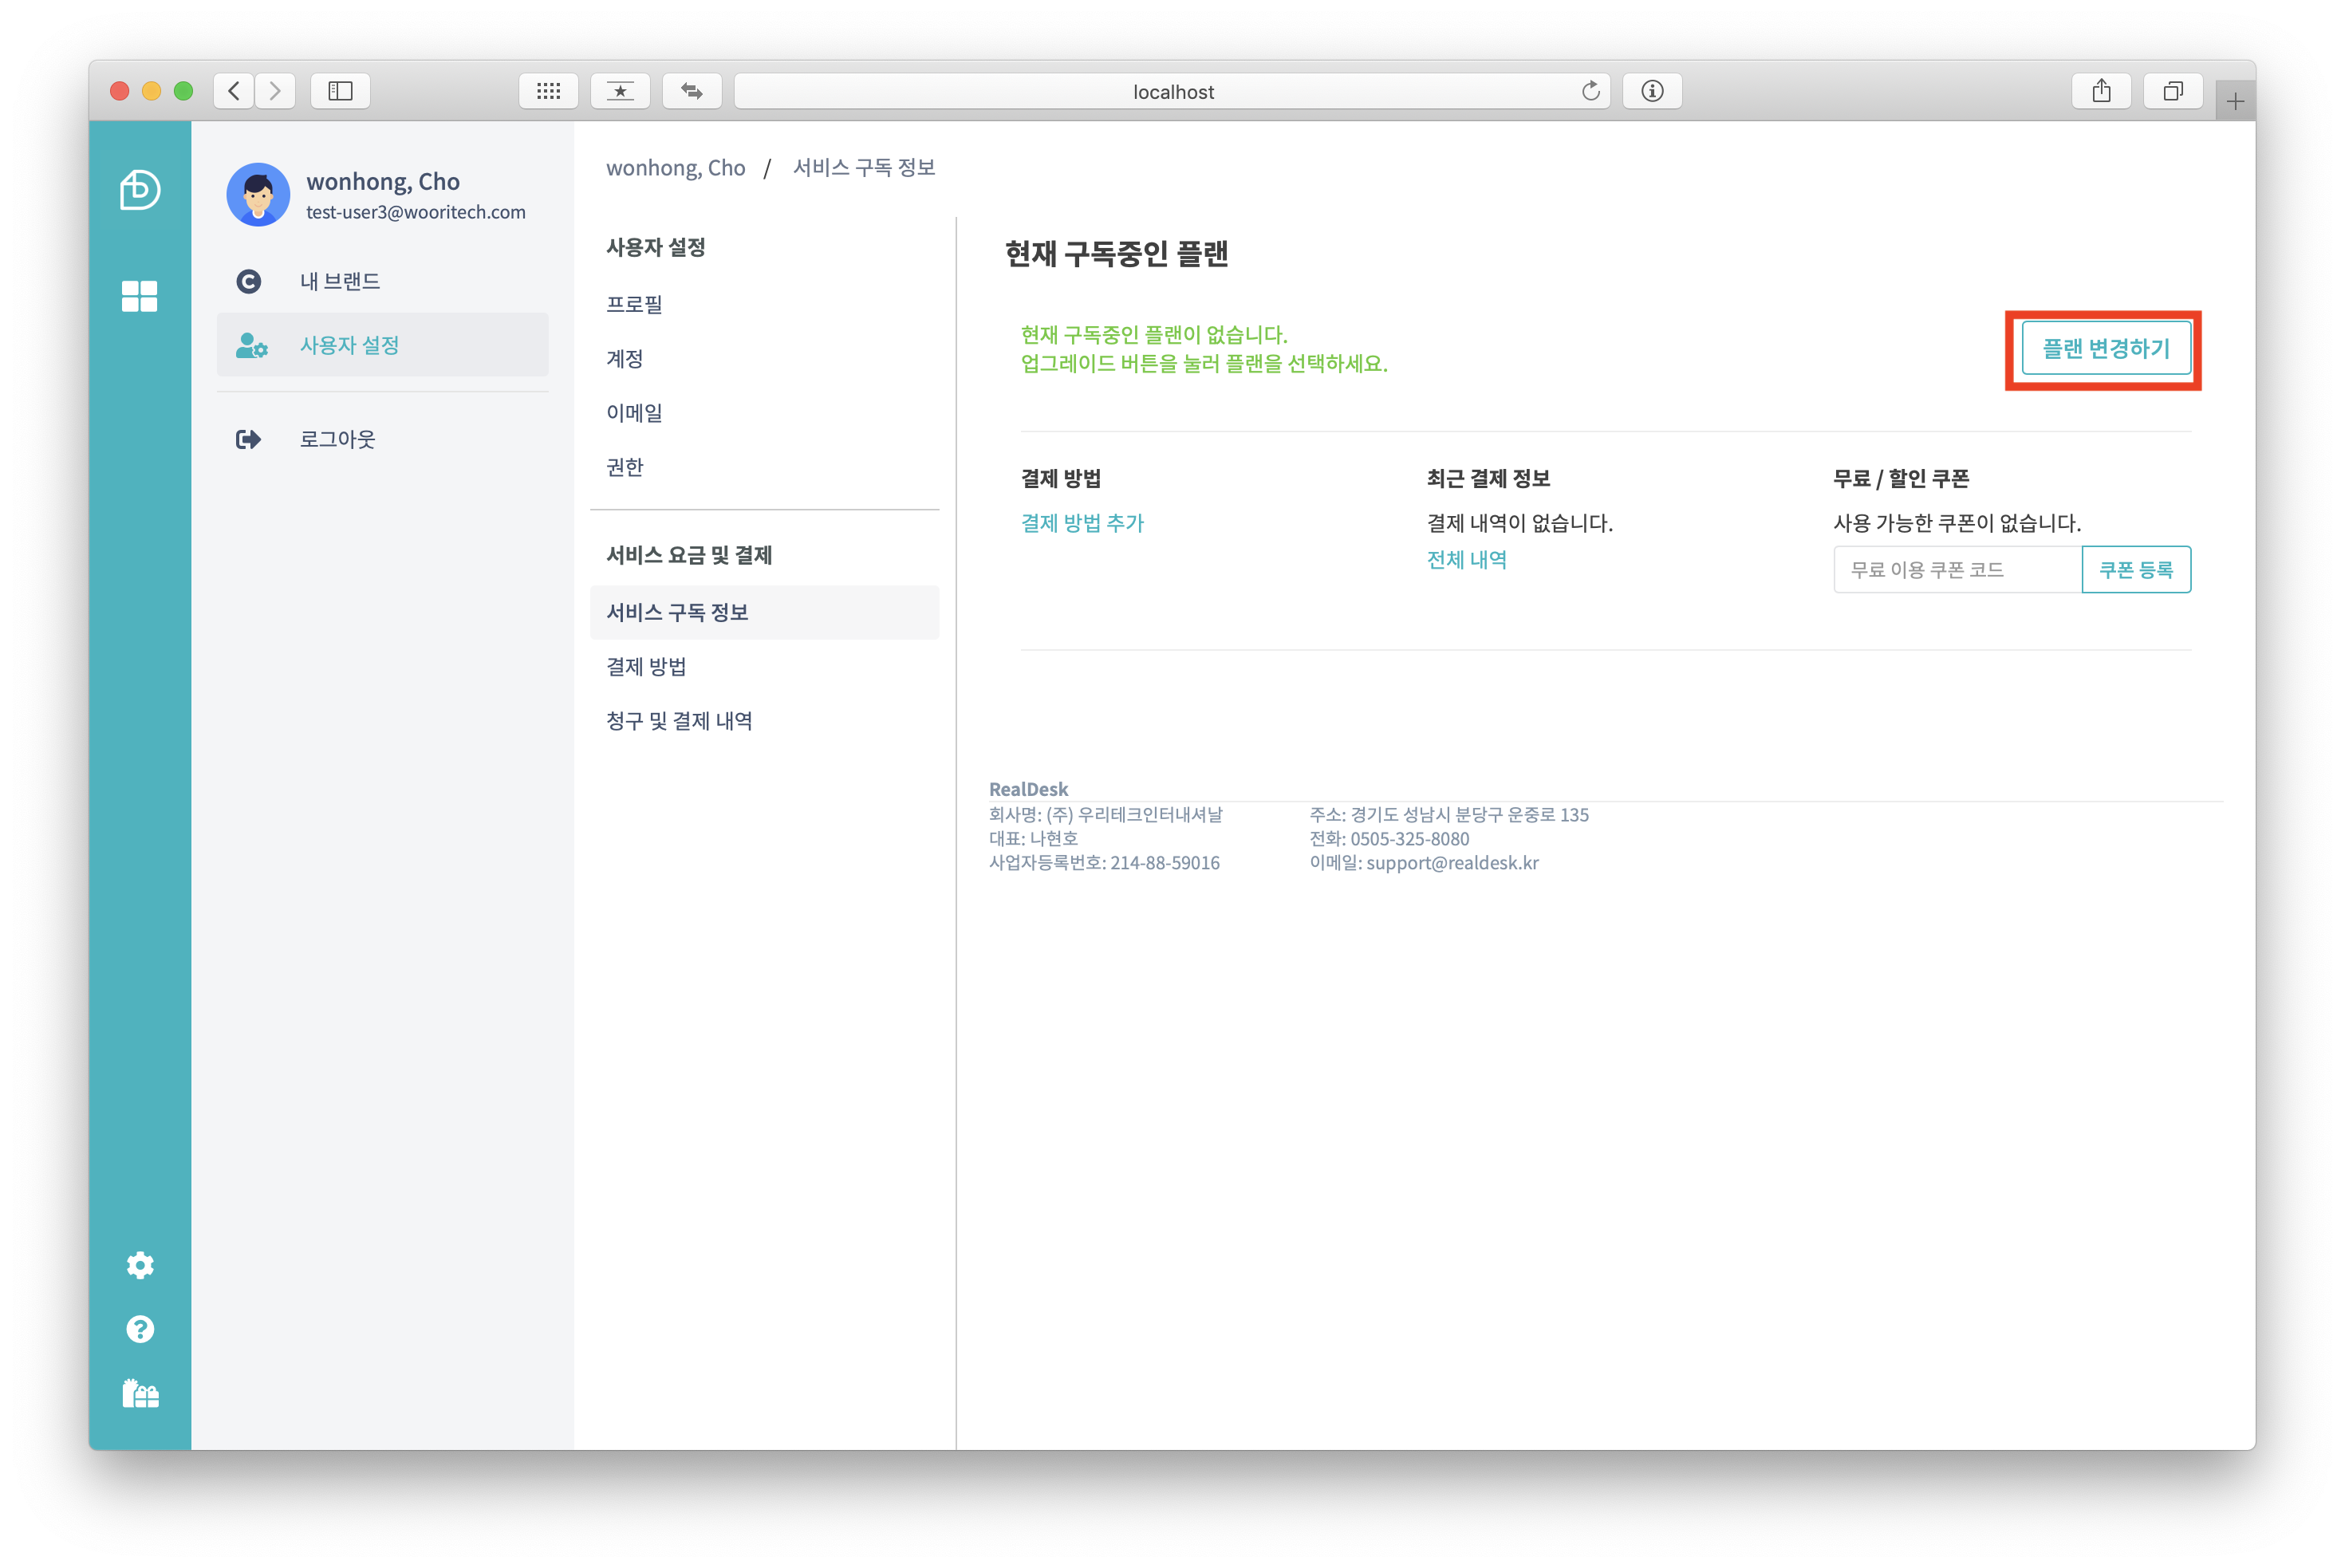 localhost
wonhong, Cho
test-user3@wooritech.com
내 브랜드
사용자 설정
로그아웃
wonhong, Cho / 서비스 구독 정보
사용자 설정
프로필
계정
이메일
권한
서비스 요금 및 결제
서비스 구독 정보
결제 방법
청구 및 결제 내역
현재 구독중인 플랜
현재 구독중인 플랜이 없습니다.
업그레이드 버튼을 눌러 플랜을 선택하세요.
플랜 변경하기
결제 방법
결제 방법 추가
최근 결제 정보
결제 내역이 없습니다.
전체 내역
무료 / 할인 쿠폰
사용 가능한 쿠폰이 없습니다.
무료 이용 쿠폰 코드
쿠폰 등록
RealDesk
회사명: (주) 우리테크인터내셔날
대표: 나현호
사업자등록번호: 214-88-59016
주소: 경기도 성남시 분당구 운중로 135
전화: 0505-325-8080
이메일: support@realdesk.kr